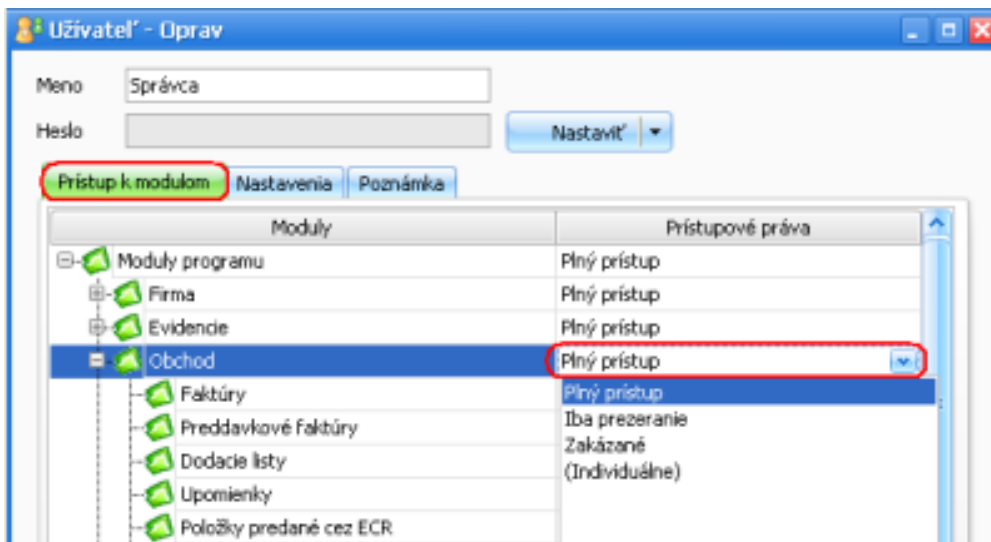 Užívateľ - Oprav
Meno Správca
Heslo Nastaviť
Prístup k modulom Nastavenia Poznámka
Moduly Prístupové práva
Moduly programu Plný prístup
Firma Plný prístup
Evidencie Plný prístup
Obchod Plný prístup
Faktúry Plný prístup
Preddavkové faktúry Iba prezeranie
Zakázané
Dodacie listy (Individuálne)
Upomienky
Položky predané cez ECR